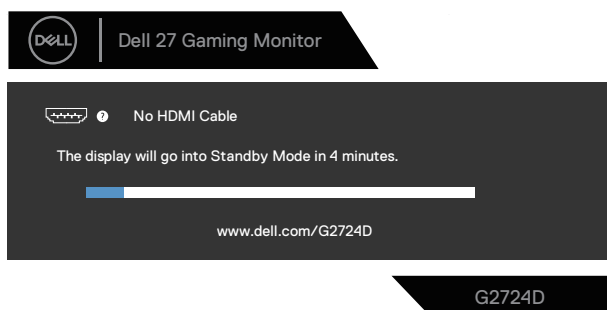 DELL
Dell 27 Gaming Monitor
? No HDMI Cable
The display will go into Standby Mode in 4 minutes.
www.dell.com/G2724D
G2724D